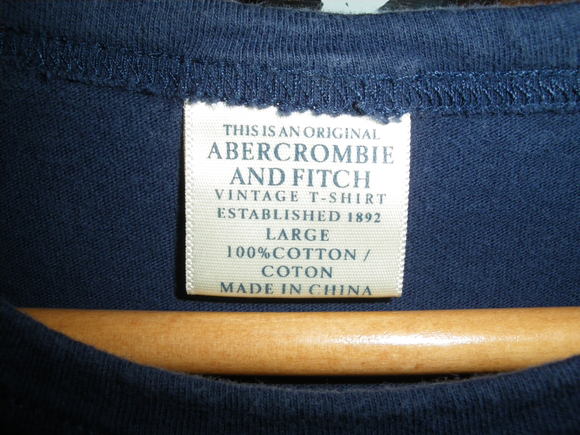 THIS IS AN ORIGINAL
ABERCROMBIE
AND FITCH
VINTAGE T-SHIRT
ESTABLISHED 1892
LARGE
100%COTTON /
COTON
MADE IN CHINA